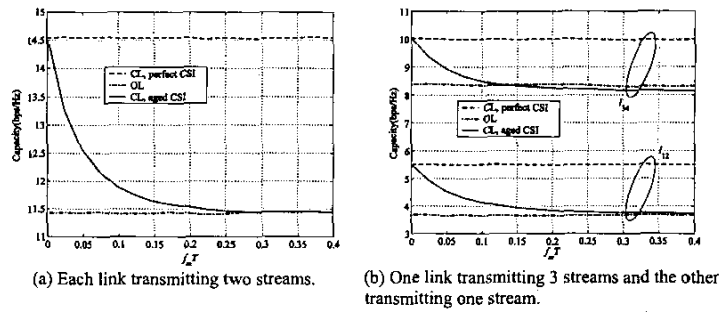 15
14.5
14
13.5
13
12.5
12
11.5
11
Capacity(bps/Hz)
CL, perfect CSI
OL
CL, aged CSI
0 0.05 0.1 0.15 0.2 0.25 0.3 0.35 0.4
f_m T
(a) Each link transmitting two streams.
11
10
9
8
7
6
5
4
3
Capacity(bps/Hz)
CL, perfect CSI
OL
CL, aged CSI
I_34
I_12
0 0.05 0.1 0.15 0.2 0.25 0.3 0.35 0.4
f_m T
(b) One link transmitting 3 streams and the other
transmitting one stream.